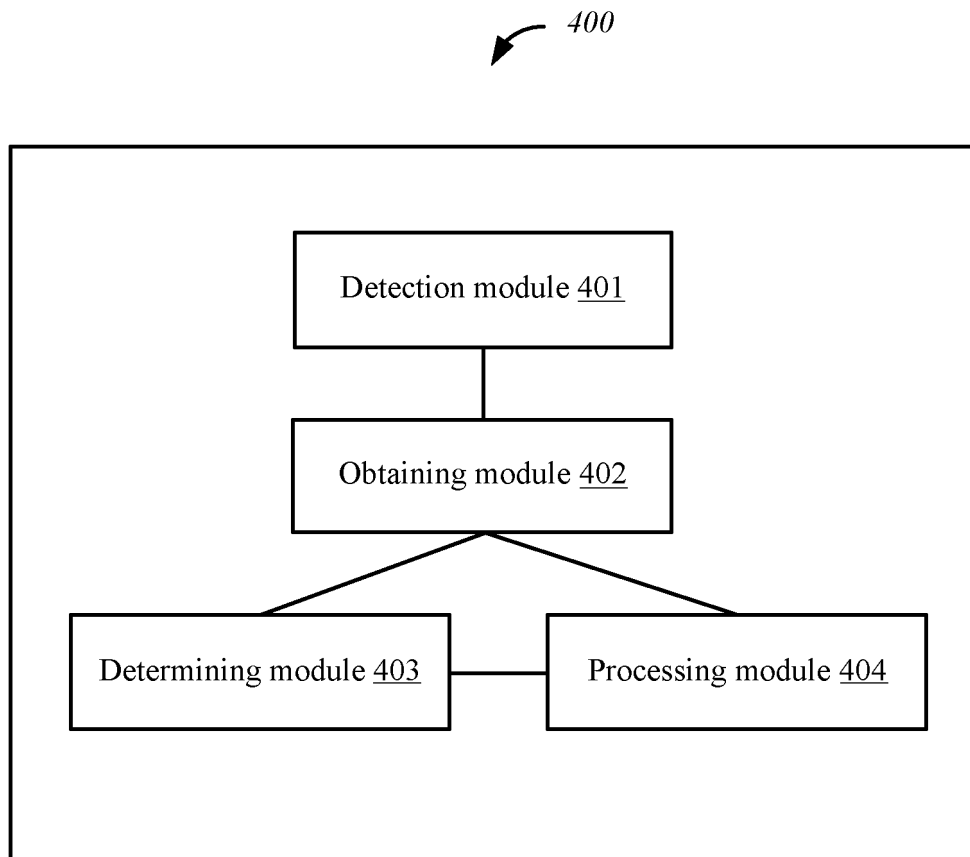 400
Detection module 401
Obtaining module 402
Determining module 403
Processing module 404